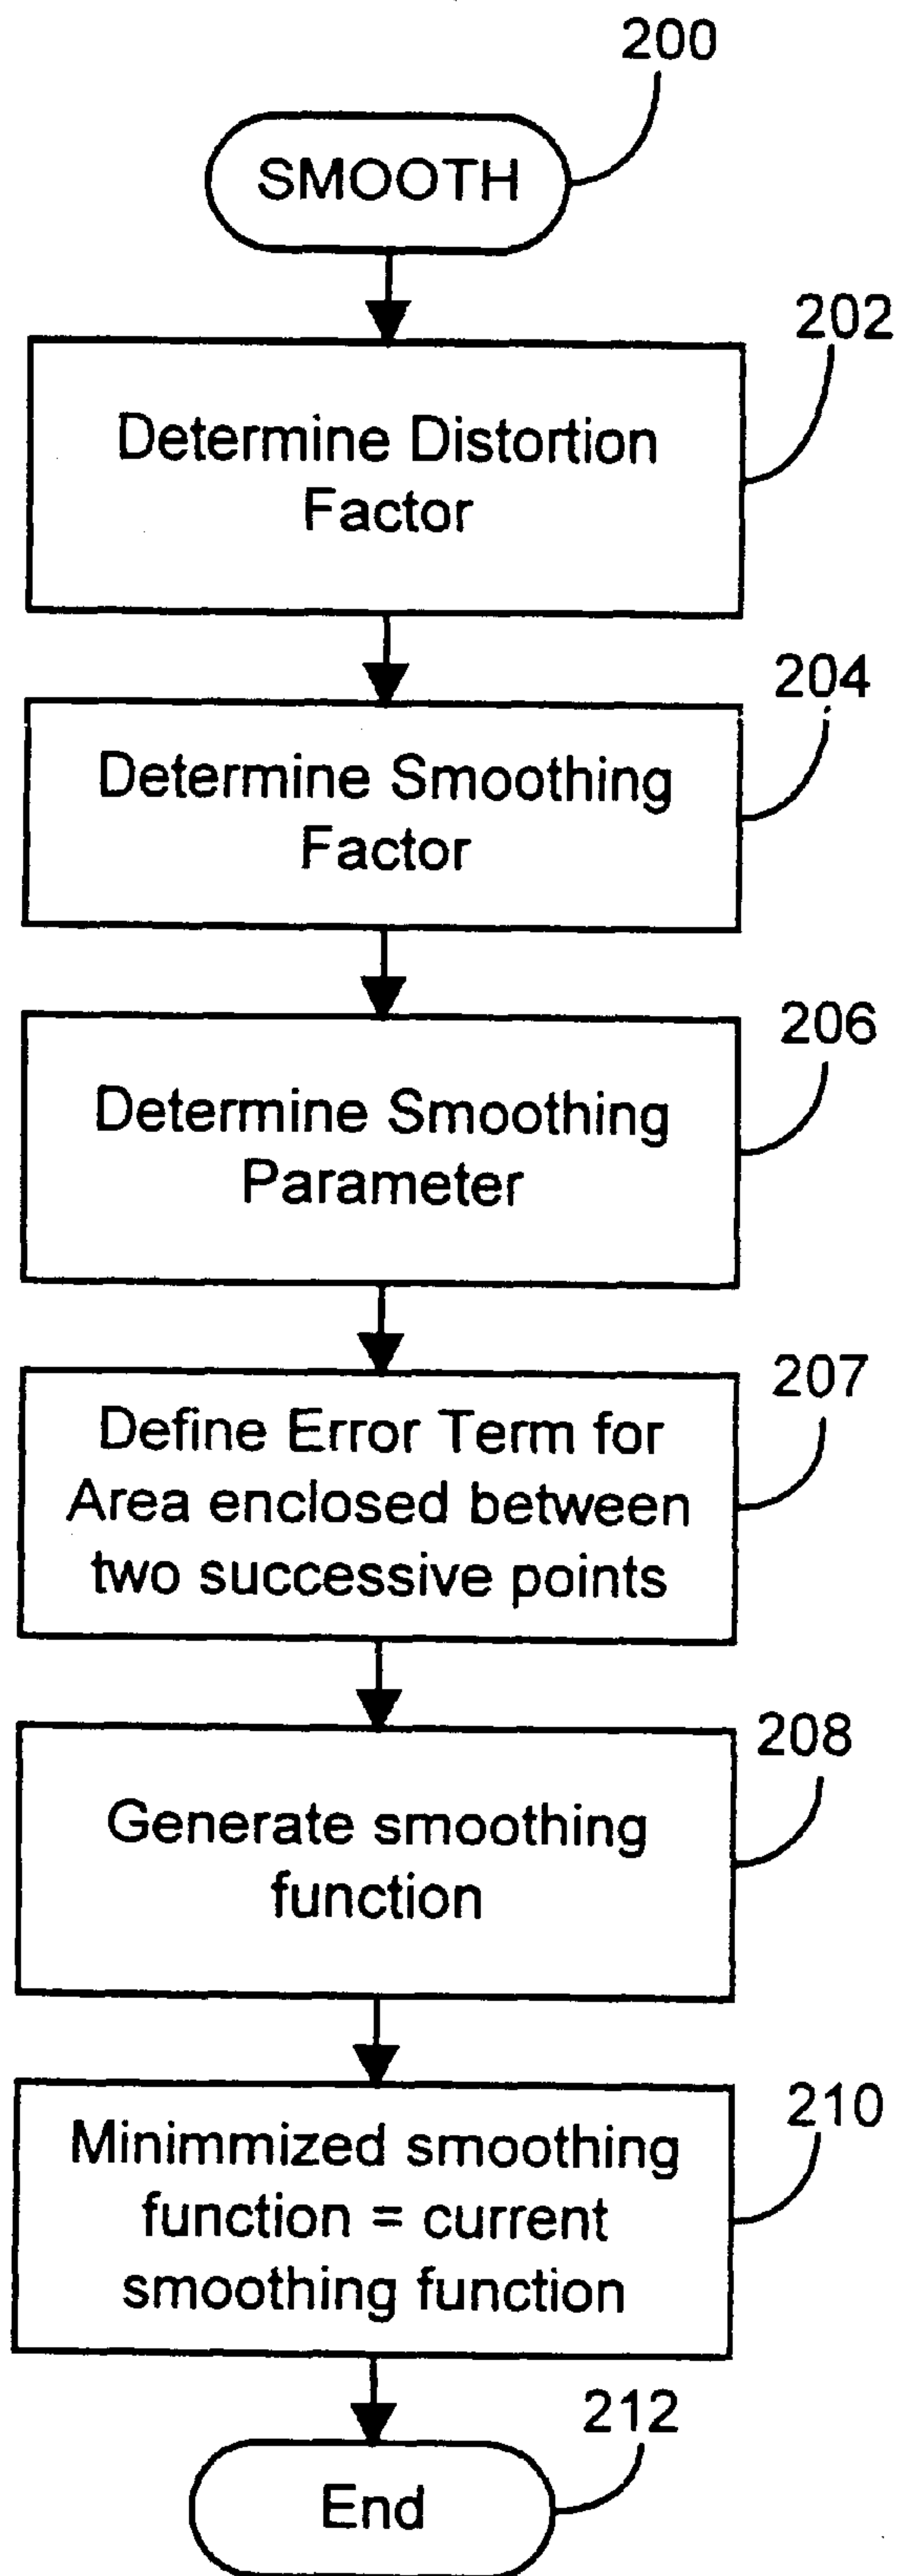 200
SMOOTH
202
Determine Distortion
Factor
204
Determine Smoothing
Factor
206
Determine Smoothing
Parameter
207
Define Error Term for
Area enclosed between
two successive points
208
Generate smoothing
function
210
Minimmized smoothing
function = current
smoothing function
212
End